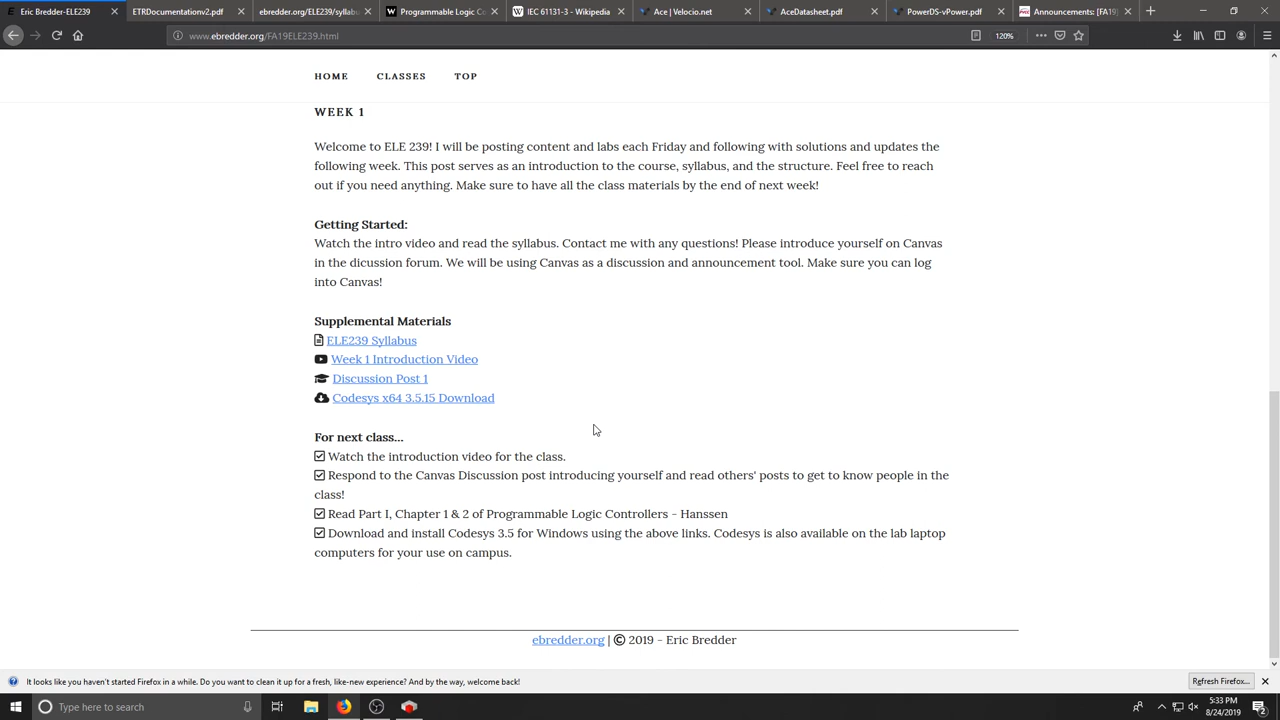 Eric Bredder-ELE239
ETRDocumentationv2.pdf
ebredder.org/ELE239/syllab
Programmable Logic Co
IEC 61131-3 - Wikipedia
Ace | Velocio.net
AceDatasheet.pdf
PowerDS-vPower.pdf
Announcements: [FA19]
www.ebredder.org/FA19ELE239.html
120%
HOME
CLASSES
TOP
WEEK 1
Welcome to ELE 239! I will be posting content and labs each Friday and following with solutions and updates the
following week. This post serves as an introduction to the course, syllabus, and the structure. Feel free to reach
out if you need anything. Make sure to have all the class materials by the end of next week!
Getting Started:
Watch the intro video and read the syllabus. Contact me with any questions! Please introduce yourself on Canvas
in the dicussion forum. We will be using Canvas as a discussion and announcement tool. Make sure you can log
into Canvas!
Supplemental Materials
ELE239 Syllabus
Week 1 Introduction Video
Discussion Post 1
Codesys x64 3.5.15 Download
For next class...
Watch the introduction video for the class.
Respond to the Canvas Discussion post introducing yourself and read others' posts to get to know people in the
class!
Read Part I, Chapter 1 & 2 of Programmable Logic Controllers - Hanssen
Download and install Codesys 3.5 for Windows using the above links. Codesys is also available on the lab laptop
computers for your use on campus.
ebredder.org | © 2019 - Eric Bredder
It looks like you haven't started Firefox in a while. Do you want to clean it up for a fresh, like-new experience? And by the way, welcome back!
Refresh Firefox...
Type here to search
5:33 PM
8/24/2019
2